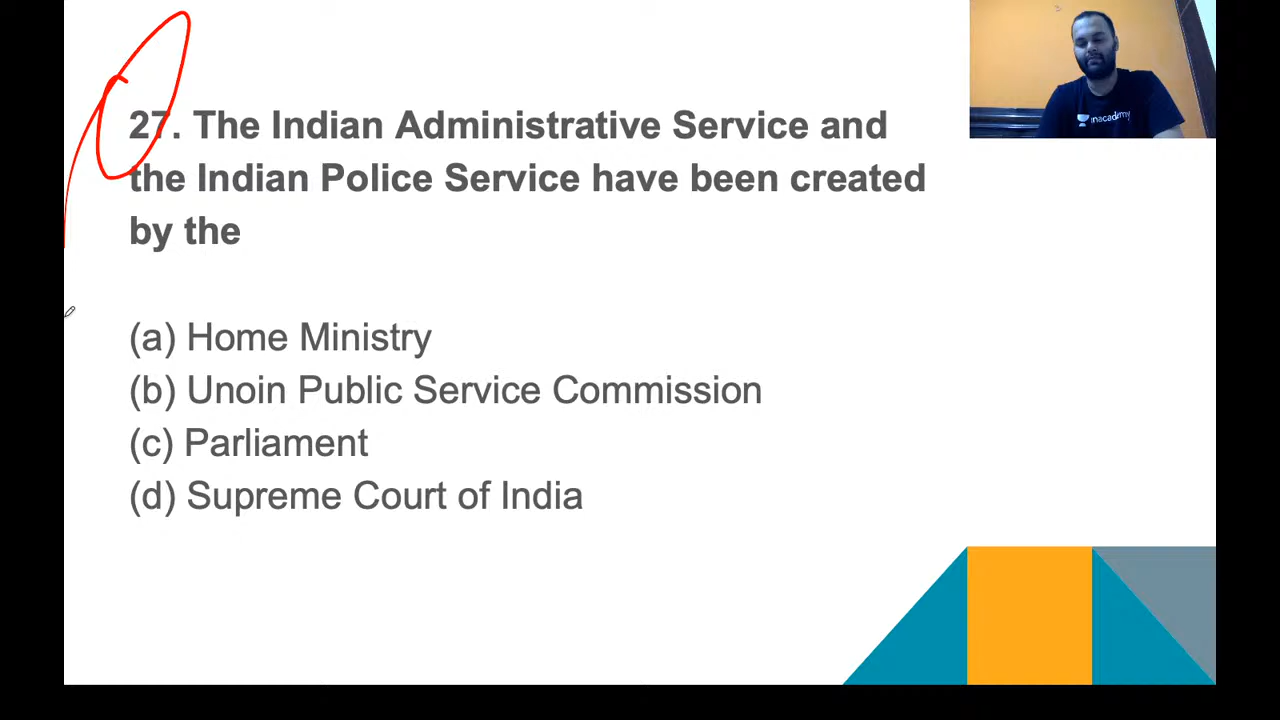 27. The Indian Administrative Service and
the Indian Police Service have been created
by the
(a) Home Ministry
(b) Unoin Public Service Commission
(c) Parliament
(d) Supreme Court of India
unacademy